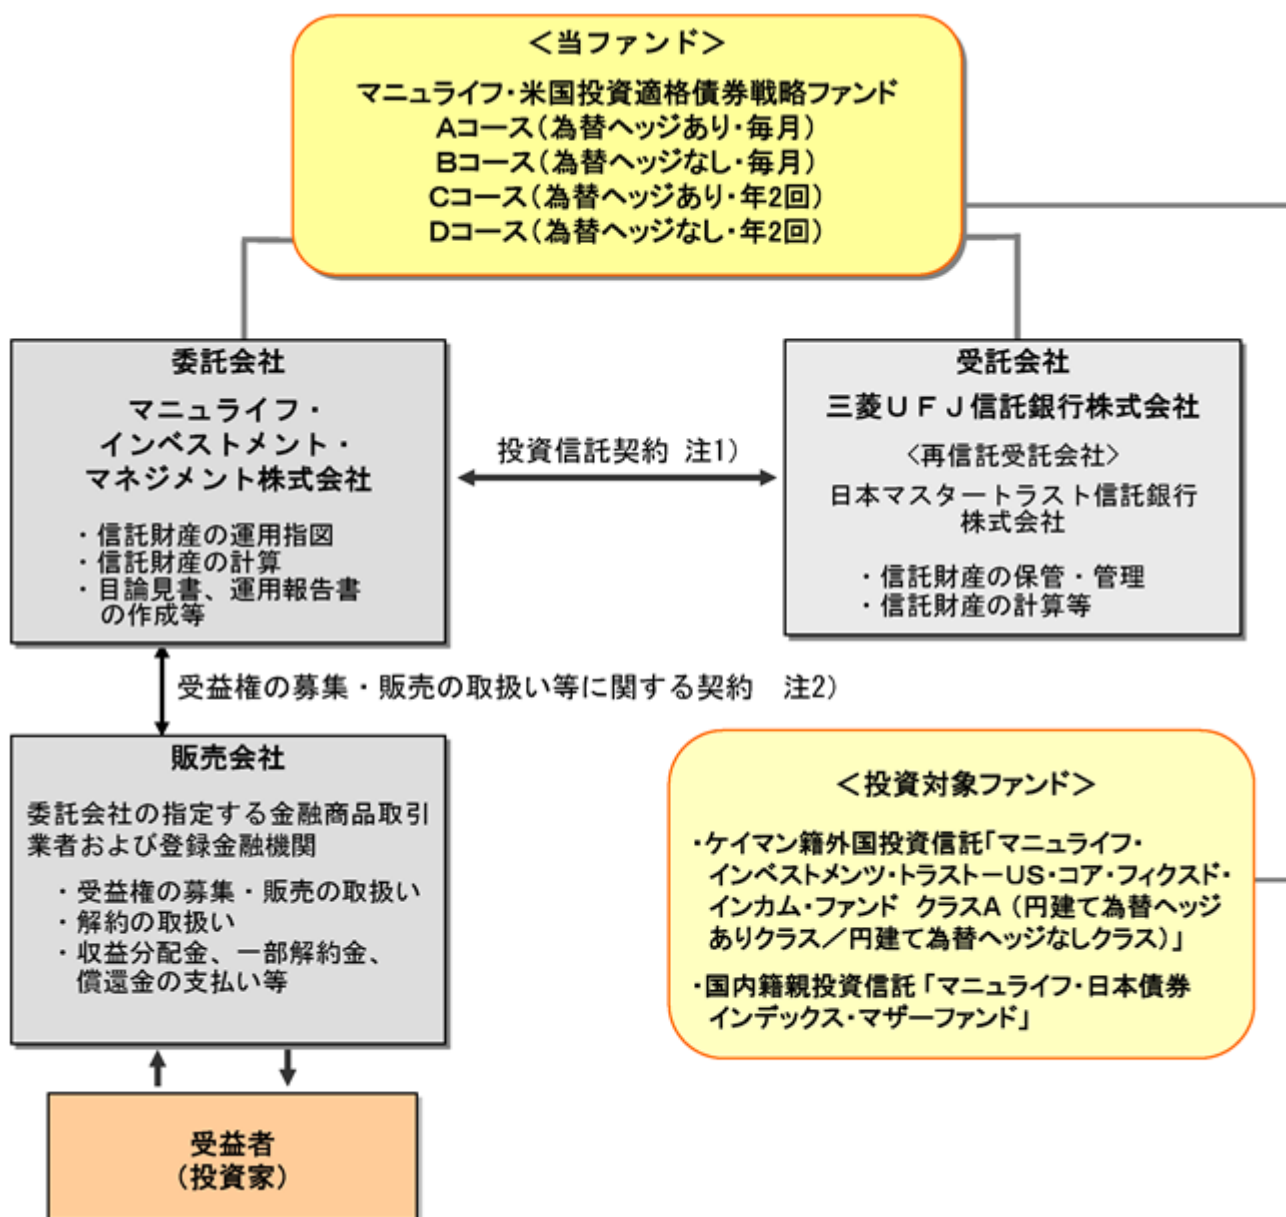 ＜当ファンド＞
マニュライフ・米国投資適格債券戦略ファンド
Aコース（為替ヘッジあり・毎月）
Bコース（為替ヘッジなし・毎月）
Cコース（為替ヘッジあり・年2回）
Dコース（為替ヘッジなし・年2回）
委託会社
マニュライフ・
インベストメント・
マネジメント株式会社
・信託財産の運用指図
・信託財産の計算
・目論見書、運用報告書
の作成等
投資信託契約 注1）
受託会社
三菱ＵＦＪ信託銀行株式会社
〈再信託受託会社〉
日本マスタートラスト信託銀行
株式会社
・信託財産の保管・管理
・信託財産の計算等
受益権の募集・販売の取扱い等に関する契約　注2）
販売会社
委託会社の指定する金融商品取引
業者および登録金融機関
・受益権の募集・販売の取扱い
・解約の取扱い
・収益分配金、一部解約金、
償還金の支払い等
＜投資対象ファンド＞
・ケイマン籍外国投資信託「マニュライフ・
インベストメンツ・トラストーUS・コア・フィクスド・
インカム・ファンド クラスA（円建て為替ヘッジ
ありクラス／円建て為替ヘッジなしクラス）」
・国内籍親投資信託「マニュライフ・日本債券
インデックス・マザーファンド」
受益者
（投資家）